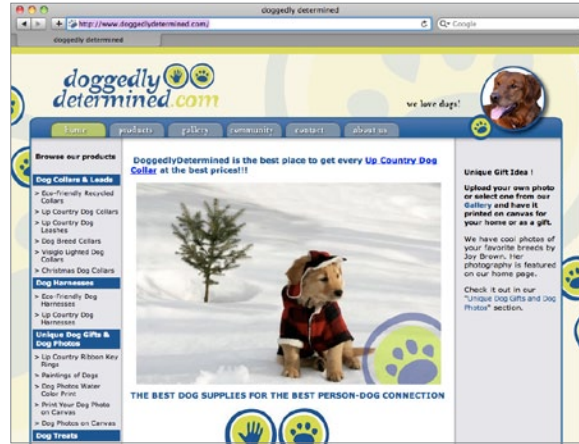 doggedly determined
http://www.doggedlydetermined.com/
Google
doggedly determined
doggedly
determined.com
we love dogs!
home
products
gallery
community
contact
about us
Browse our products
Dog Collars & Leads
> Eco-friendly Recycled
Collars
> Up Country Dog Collars
> Up Country Dog
Leashes
> Dog Breed Collars
> Visiglo Lighted Dog
Collars
> Christmas Dog Collars
Dog Harnesses
> Eco-Friendly Dog
Harnesses
> Up Country Dog
Harnesses
Unique Dog Gifts &
Dog Photos
> Up Country Ribbon Key
Rings
> Paintings of Dogs
> Dog Photos Water
Color Print
> Print Your Dog Photo
on Canvas
> Dog Photos on Canvas
Dog Treats
DoggedlyDetermined is the best place to get every Up Country Dog
Collar at the best prices!!!
THE BEST DOG SUPPLIES FOR THE BEST PERSON-DOG CONNECTION
Unique Gift Idea !
Upload your own photo
or select one from our
Gallery and have it
printed on canvas for
your home or as a gift.
We have cool photos of
your favorite breeds by
Joy Brown. Her
photography is featured
on our home page.
Check it out in our
"Unique Dog Gifts and Dog
Photos" section.